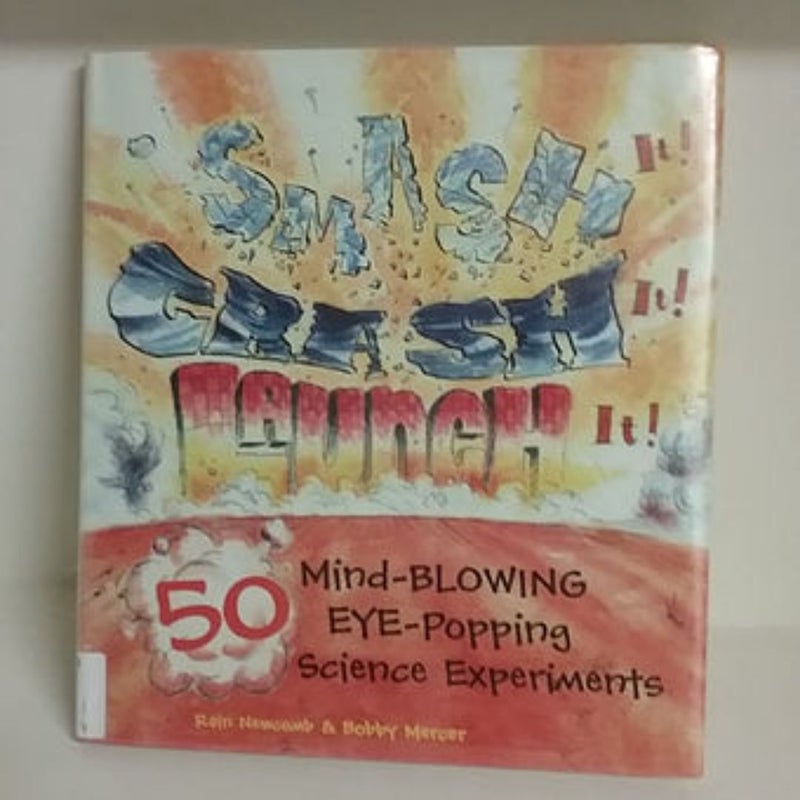 SMASH It!
CRASH It!
LAUNCH It!
50 Mind-BLOWING
EYE-Popping
Science Experiments
Rain Newcomb & Bobby Mercer